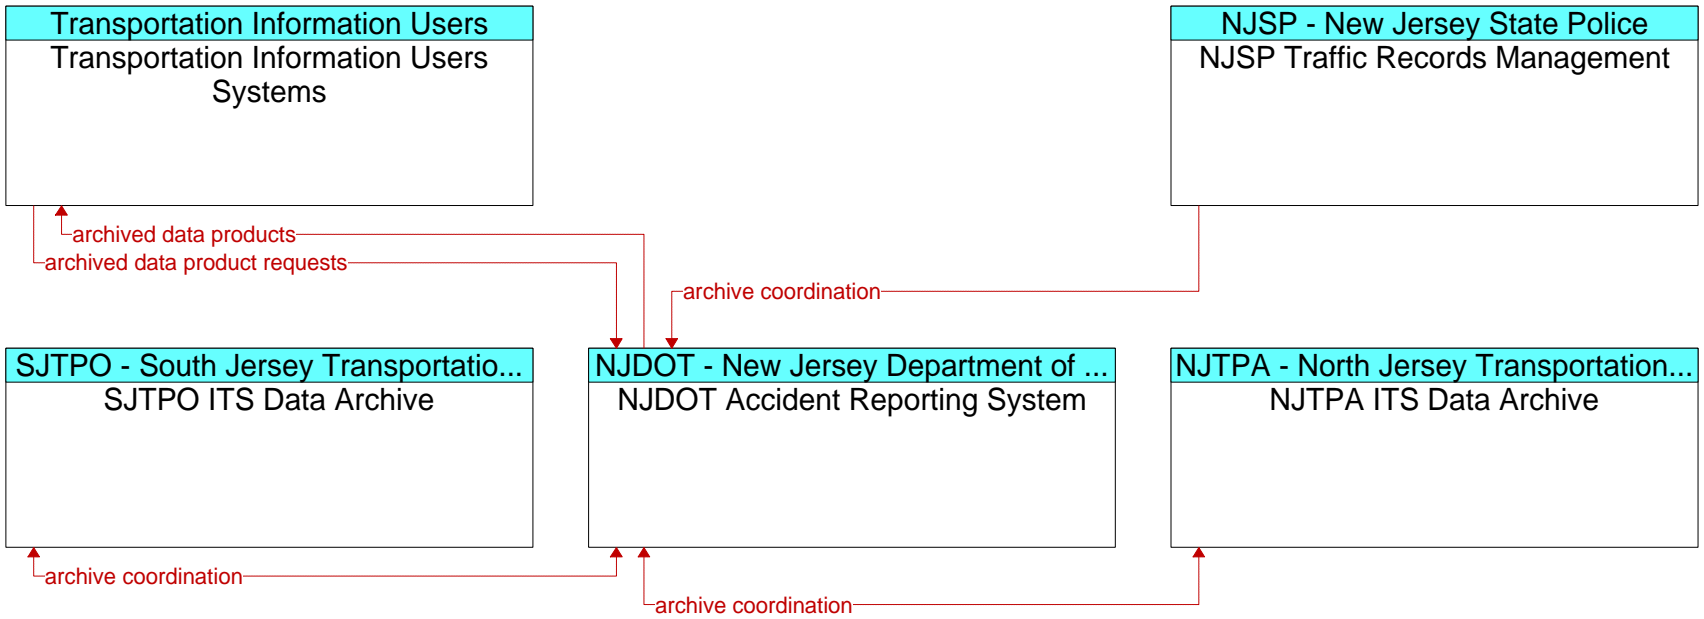 Transportation Information Users
Transportation Information Users
Systems
NJSP - New Jersey State Police
NJSP Traffic Records Management
archived data products
archived data product requests
archive coordination
SJTPO - South Jersey Transportatio...
SJTPO ITS Data Archive
NJDOT - New Jersey Department of ...
NJDOT Accident Reporting System
NJTPA - North Jersey Transportation...
NJTPA ITS Data Archive
archive coordination
archive coordination